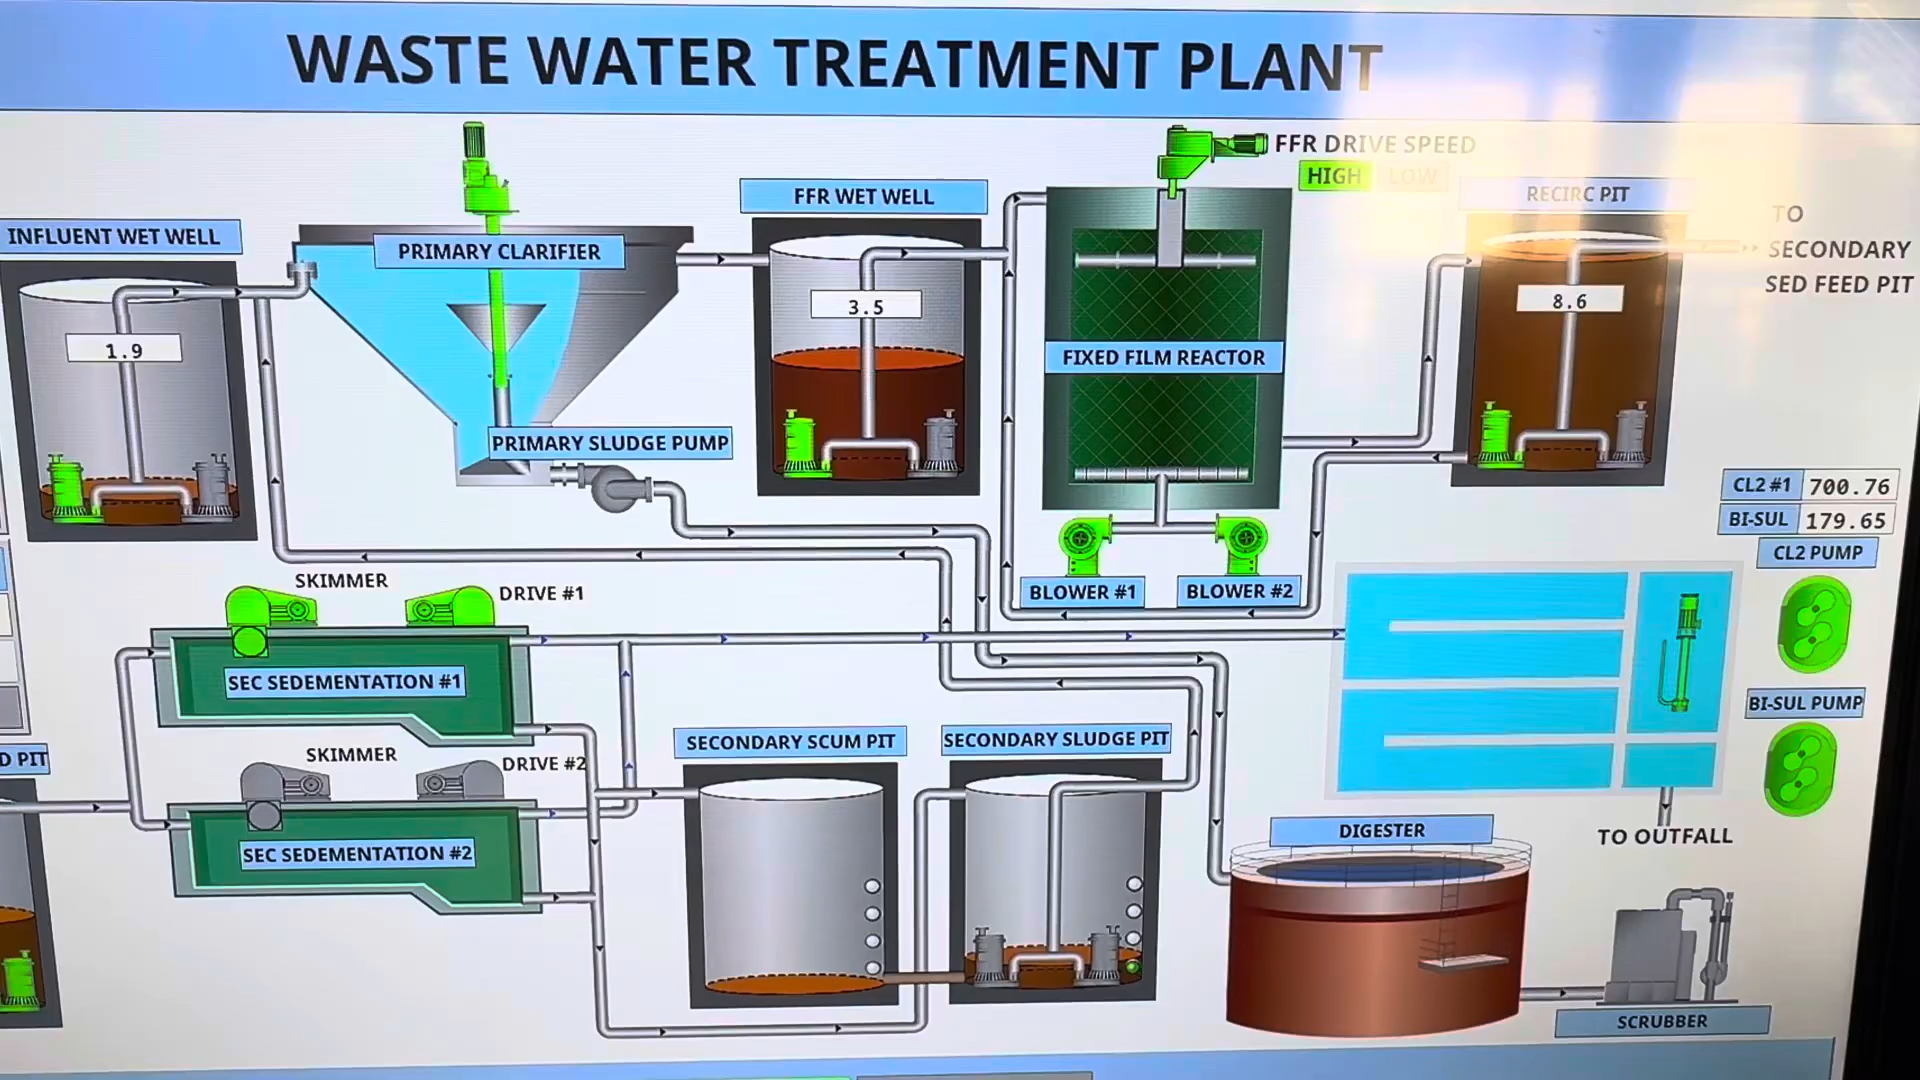 WASTE WATER TREATMENT PLANT
FFR DRIVE SPEED
HIGH LOW
FFR WET WELL
RECIRC PIT
TO
SECONDARY
SED FEED PIT
INFLUENT WET WELL
PRIMARY CLARIFIER
3.5
8.6
1.9
FIXED FILM REACTOR
PRIMARY SLUDGE PUMP
CL2 #1 700.76
BI-SUL 179.65
CL2 PUMP
SKIMMER
DRIVE #1
BLOWER #1
BLOWER #2
SEC SEDEMENTATION #1
BI-SUL PUMP
SECONDARY SCUM PIT
SECONDARY SLUDGE PIT
D PIT
SKIMMER
DRIVE #2
DIGESTER
TO OUTFALL
SEC SEDEMENTATION #2
SCRUBBER